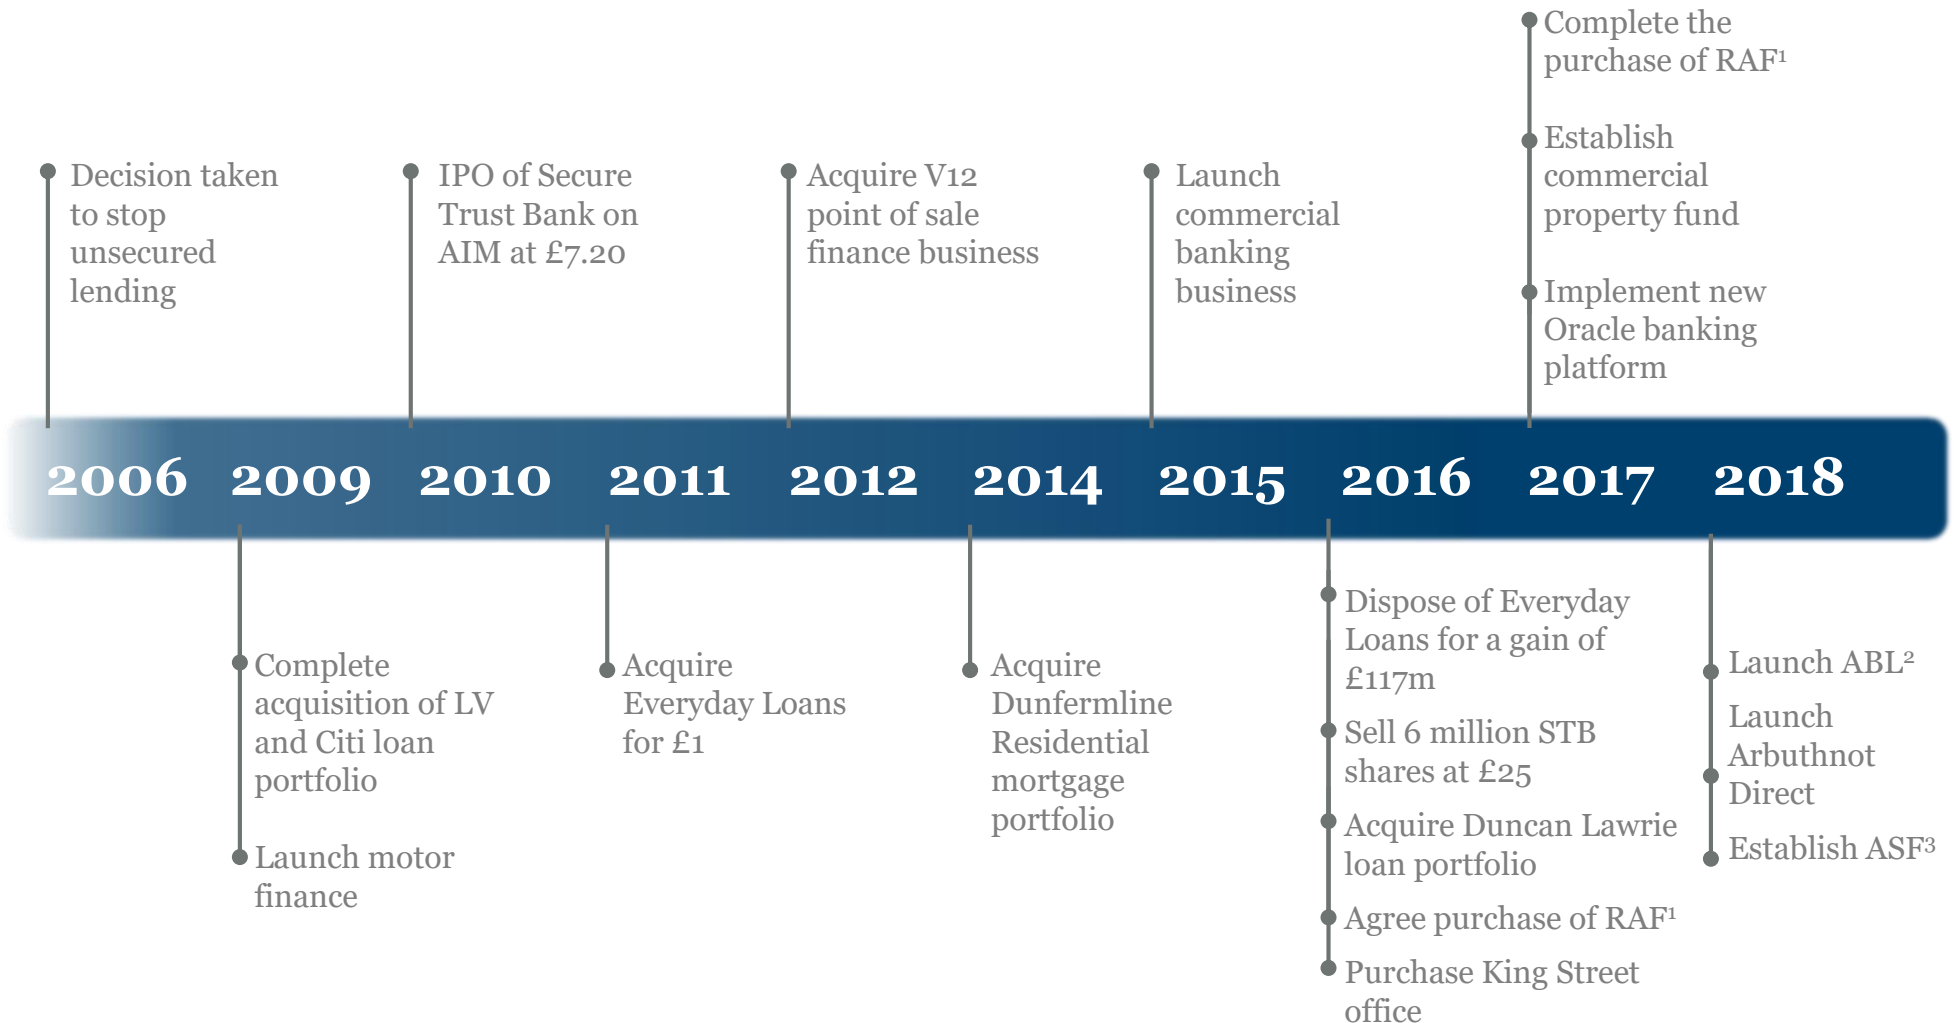 Complete the
purchase of RAF¹
Establish
commercial
property fund
Implement new
Oracle banking
platform
Decision taken
to stop
unsecured
lending
IPO of Secure
Trust Bank on
AIM at £7.20
Acquire V12
point of sale
finance business
Launch
commercial
banking
business
2006 2009 2010 2011 2012 2014 2015 2016 2017 2018
Complete
acquisition of LV
and Citi loan
portfolio
Launch motor
finance
Acquire
Everyday Loans
for £1
Acquire
Dunfermline
Residential
mortgage
portfolio
Dispose of Everyday
Loans for a gain of
£117m
Sell 6 million STB
shares at £25
Acquire Duncan Lawrie
loan portfolio
Agree purchase of RAF¹
Purchase King Street
office
Launch ABL²
Launch
Arbuthnot
Direct
Establish ASF³